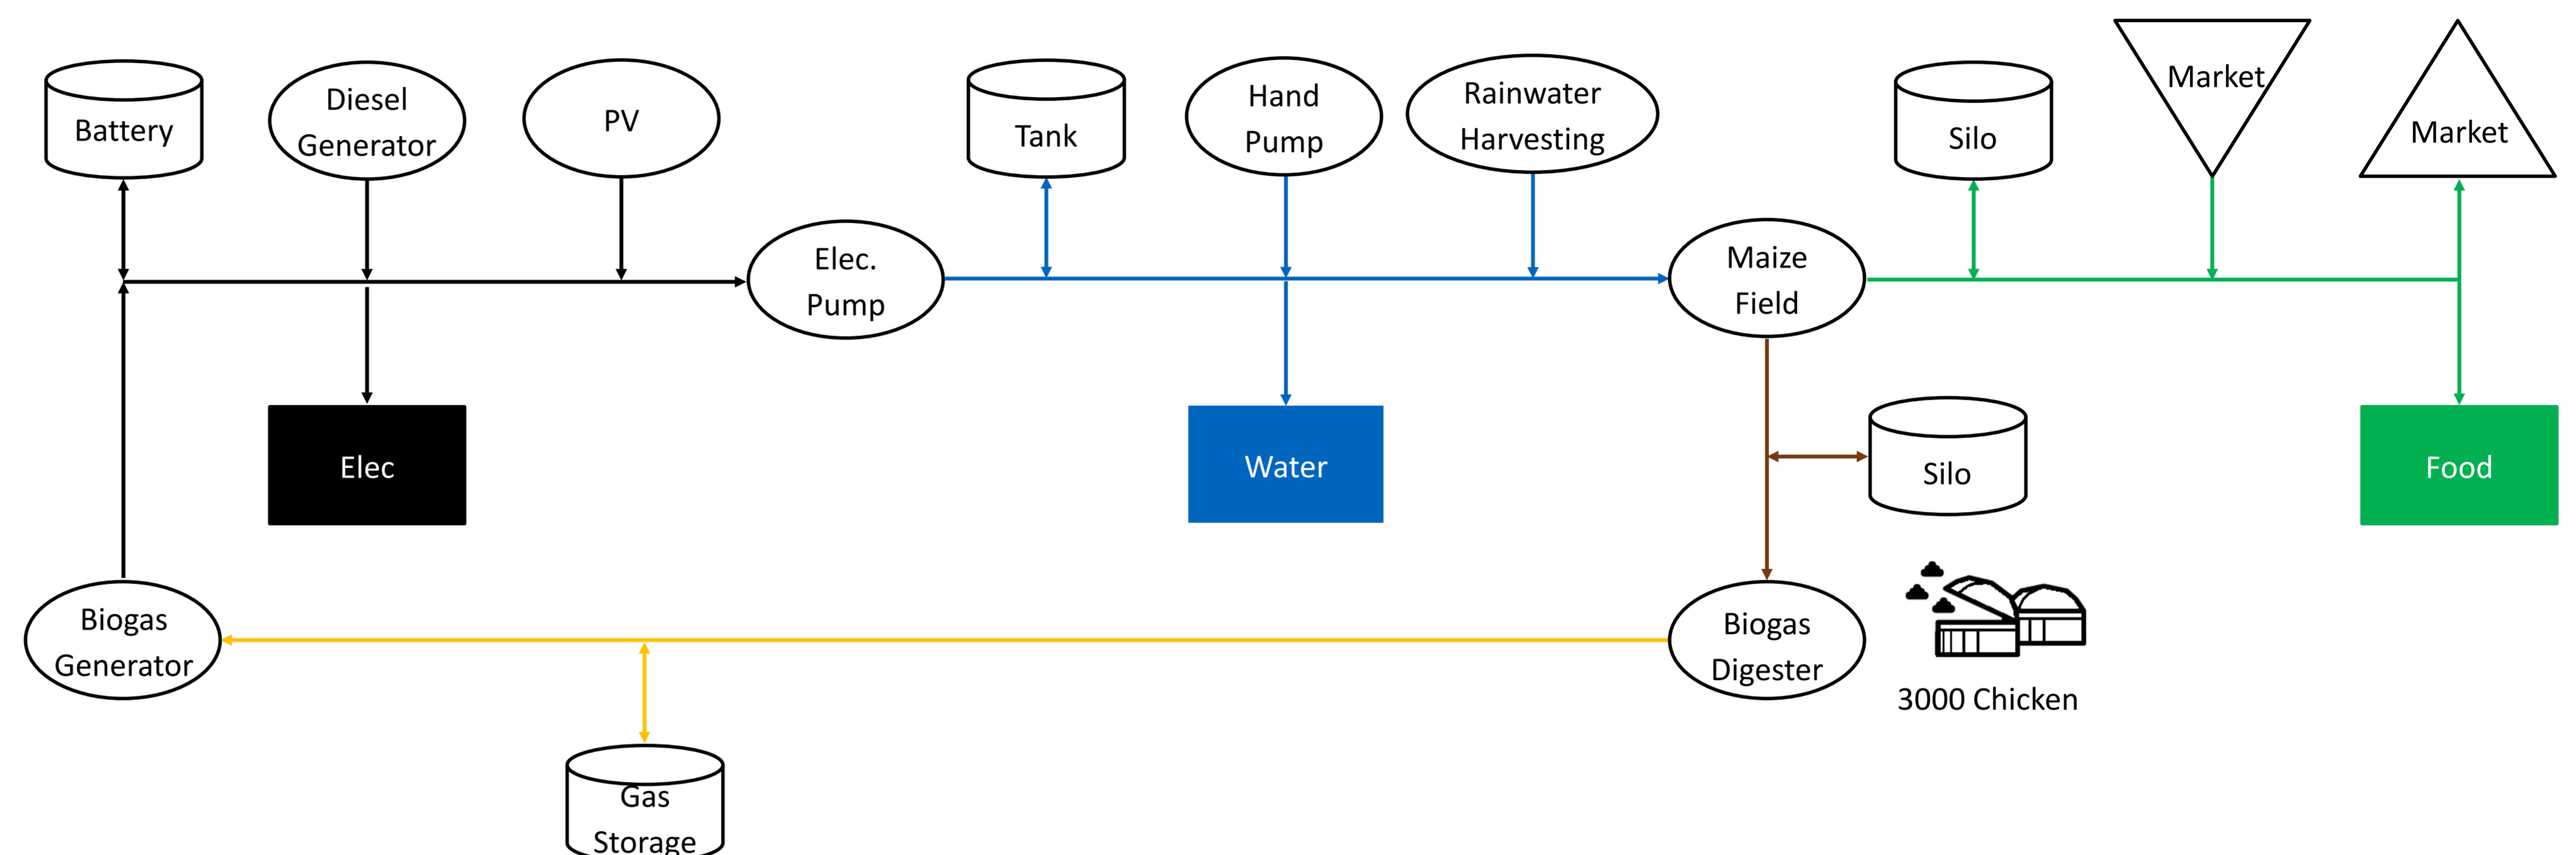 Battery
Diesel
Generator
PV
Tank
Hand
Pump
Rainwater
Harvesting
Silo
Market
Market
Elec.
Pump
Maize
Field
Elec
Water
Silo
Food
Biogas
Generator
Biogas
Digester
3000 Chicken
Gas
Storage